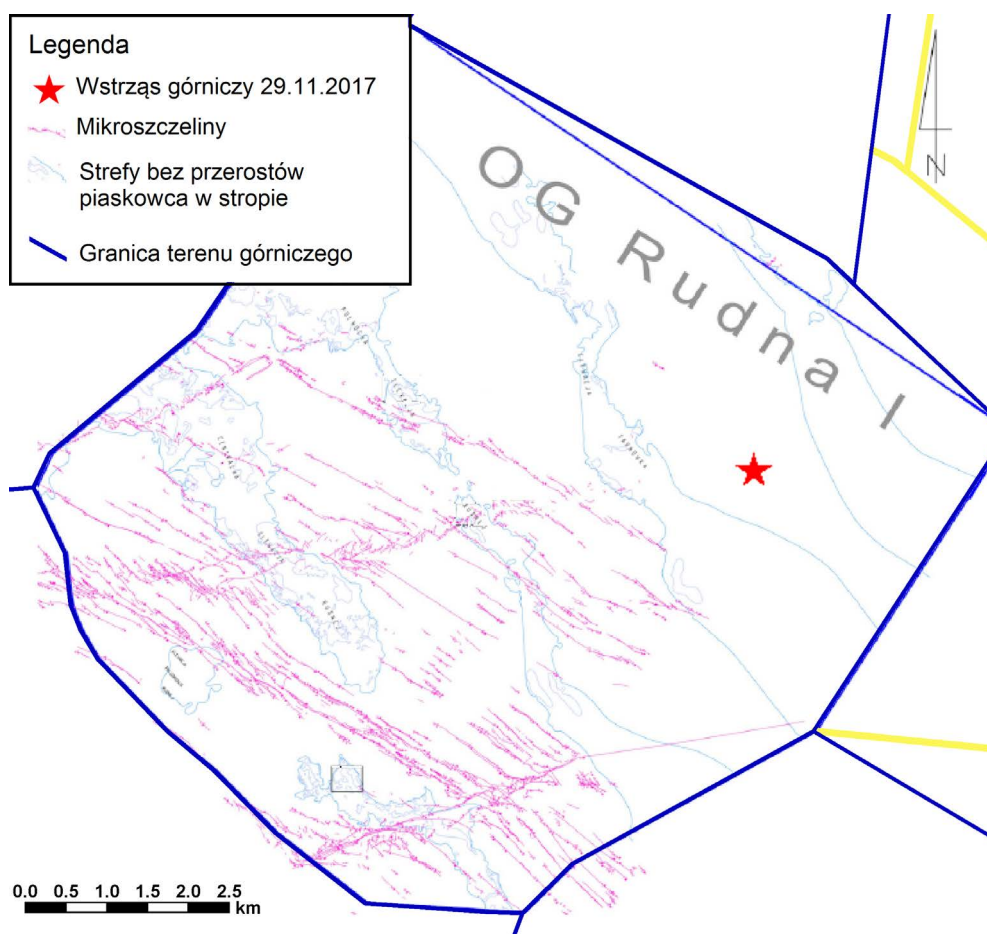 Legenda
Wstrząs górniczy 29.11.2017
Mikroszczeliny
Strefy bez przerostów
piaskowca w stropie
Granica terenu górniczego
N
OG Rudna I
0.0 0.5 1.0 1.5 2.0 2.5
km